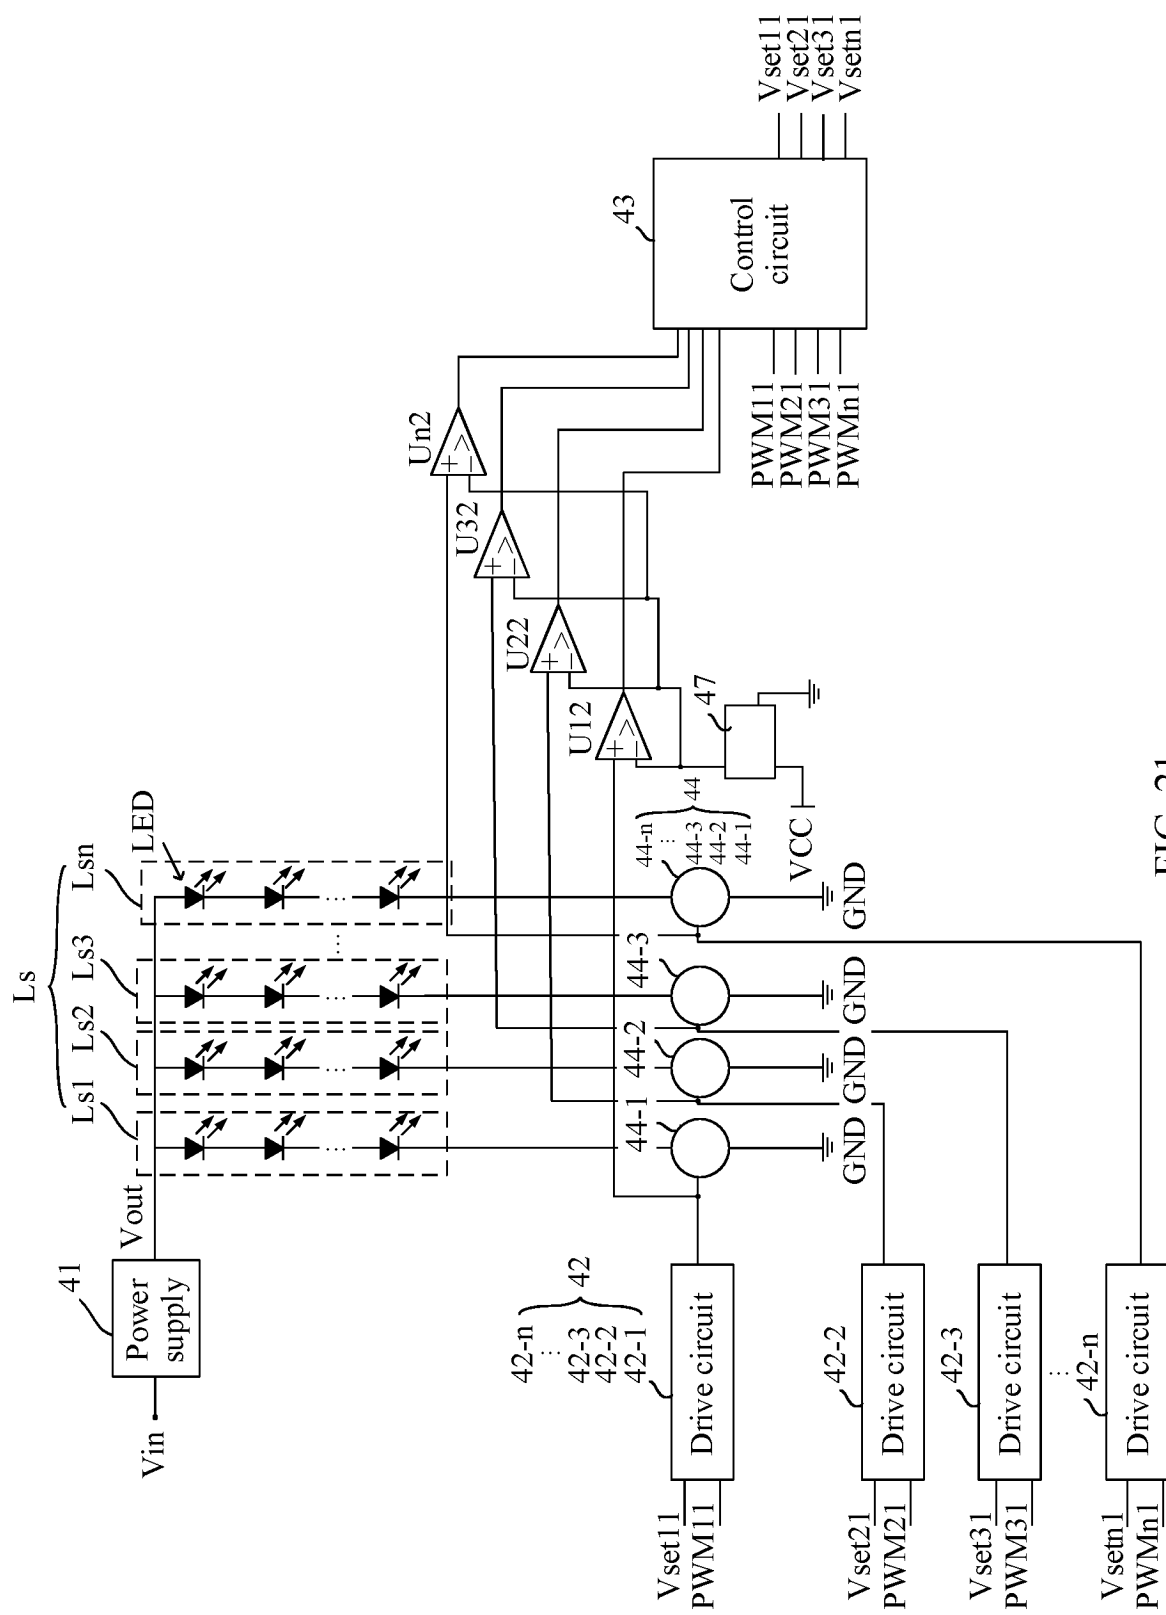 Ls
Ls1
Ls2
Ls3
Lsn
LED
...
...
...
...
...
41
Power
supply
Vin
Vout
42-n
...
42-3
42-2
42-1
42
Drive circuit
Vset11
PWM11
42-2
Drive circuit
Vset21
PWM21
42-3
Drive circuit
Vset31
PWM31
...
42-n
Drive circuit
Vsetn1
PWMn1
44-1
44-2
44-3
44-n
...
44-3
44-2
44-1
44
GND
GND
GND
GND
VCC
47
U12
+
−
>
U22
+
−
>
U32
+
−
>
Un2
+
−
>
43
Control
circuit
PWM11
PWM21
PWM31
PWMn1
Vset11
Vset21
Vset31
Vsetn1
FIG. 21